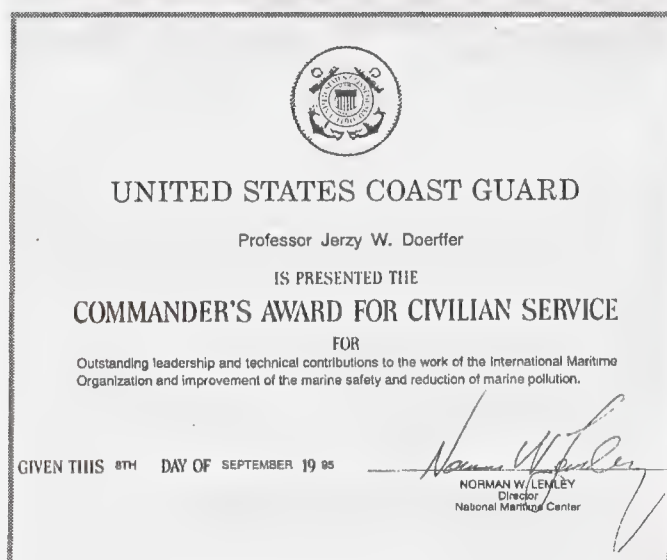 UNITED STATES COAST GUARD
Professor Jerzy W. Doerffer
IS PRESENTED THE
COMMANDER'S AWARD FOR CIVILIAN SERVICE
FOR
Outstanding leadership and technical contributions to the work of the International Maritime
Organization and improvement of the marine safety and reduction of marine pollution.
GIVEN THIS 8TH DAY OF SEPTEMBER 19 95
Norman W Lemley
NORMAN W. LEMLEY
Director
National Maritime Center